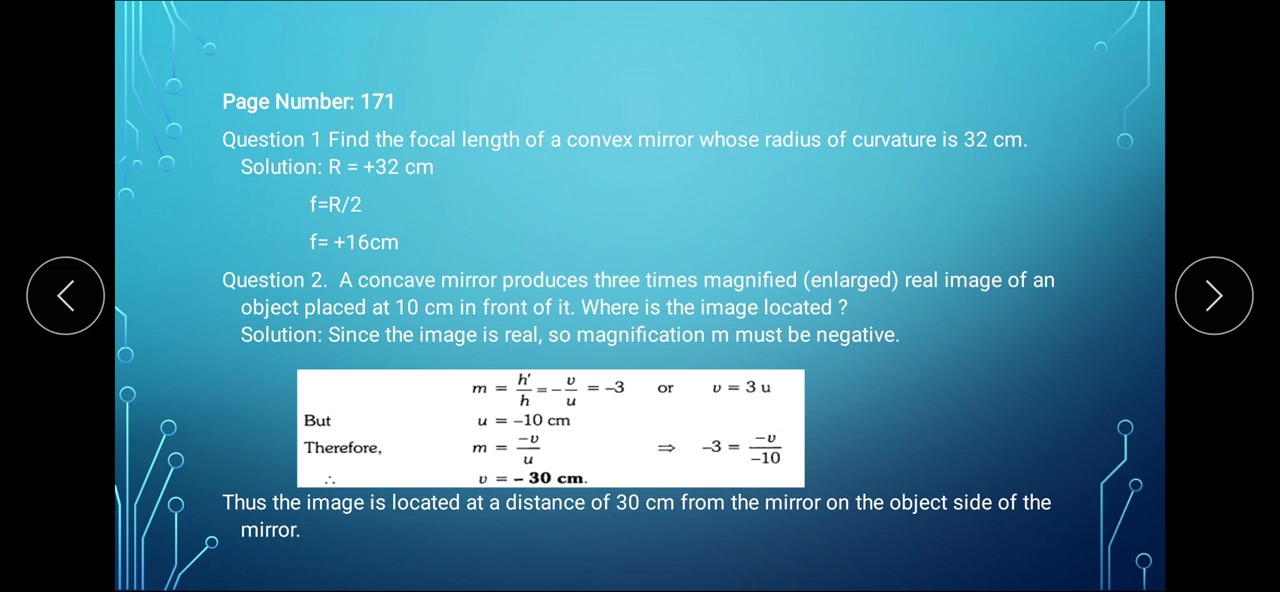 Page Number: 171
Question 1 Find the focal length of a convex mirror whose radius of curvature is 32 cm.
Solution: R = +32 cm
f=R/2
f= +16cm
Question 2.  A concave mirror produces three times magnified (enlarged) real image of an
object placed at 10 cm in front of it. Where is the image located ?
Solution: Since the image is real, so magnification m must be negative.
m = h'/h = – υ/u = –3 or υ = 3 u
But u = –10 cm
Therefore, m = –υ/u ⇒ –3 = –υ/–10
∴ υ = – 30 cm.
Thus the image is located at a distance of 30 cm from the mirror on the object side of the
mirror.